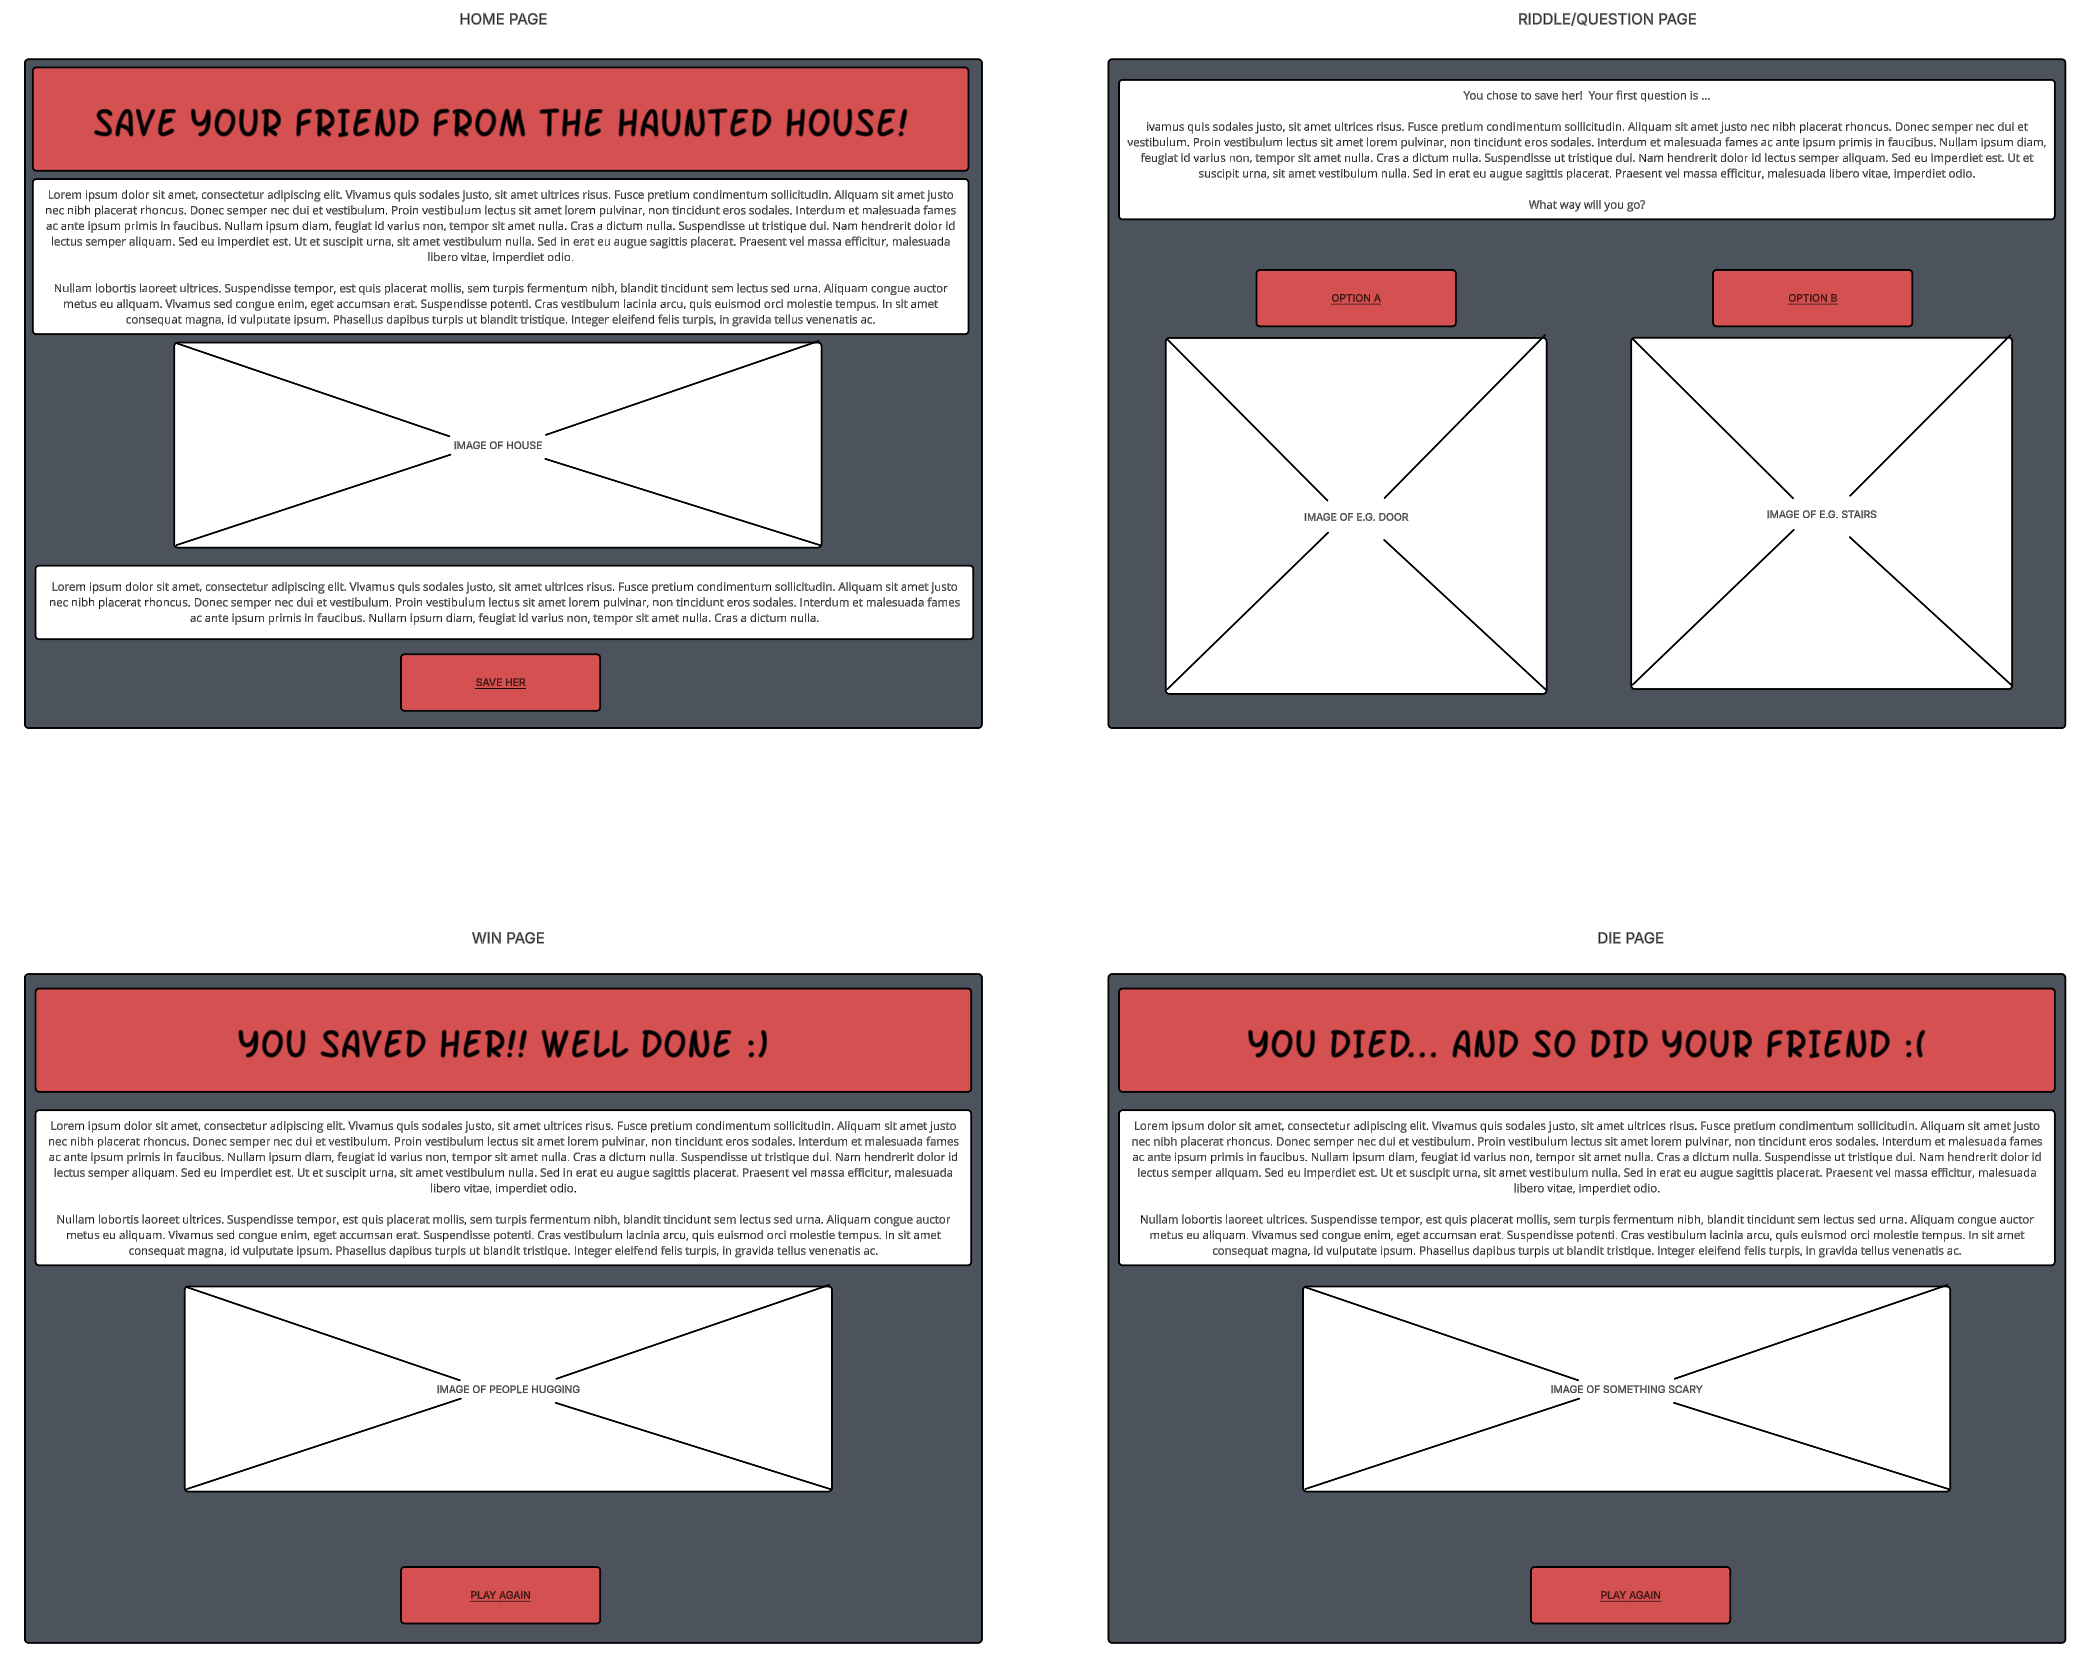 HOME PAGE
SAVE YOUR FRIEND FROM THE HAUNTED HOUSE!
Lorem ipsum dolor sit amet, consectetur adipiscing elit. Vivamus quis sodales justo, sit amet ultrices risus. Fusce pretium condimentum sollicitudin. Aliquam sit amet justo
nec nibh placerat rhoncus. Donec semper nec dui et vestibulum. Proin vestibulum lectus sit amet lorem pulvinar, non tincidunt eros sodales. Interdum et malesuada fames
ac ante ipsum primis in faucibus. Nullam ipsum diam, feugiat id varius non, tempor sit amet nulla. Cras a dictum nulla. Suspendisse ut tristique dui. Nam hendrerit dolor id
lectus semper aliquam. Sed eu imperdiet est. Ut et suscipit urna, sit amet vestibulum nulla. Sed in erat eu augue sagittis placerat. Praesent vel massa efficitur, malesuada
libero vitae, imperdiet odio.
Nullam lobortis laoreet ultrices. Suspendisse tempor, est quis placerat mollis, sem turpis fermentum nibh, blandit tincidunt sem lectus sed urna. Aliquam congue auctor
metus eu aliquam. Vivamus sed congue enim, eget accumsan erat. Suspendisse potenti. Cras vestibulum lacinia arcu, quis euismod orci molestie tempus. In sit amet
consequat magna, id vulputate ipsum. Phasellus dapibus turpis ut blandit tristique. Integer eleifend felis turpis, in gravida tellus venenatis ac.
IMAGE OF HOUSE
Lorem ipsum dolor sit amet, consectetur adipiscing elit. Vivamus quis sodales justo, sit amet ultrices risus. Fusce pretium condimentum sollicitudin. Aliquam sit amet justo
nec nibh placerat rhoncus. Donec semper nec dui et vestibulum. Proin vestibulum lectus sit amet lorem pulvinar, non tincidunt eros sodales. Interdum et malesuada fames
ac ante ipsum primis in faucibus. Nullam ipsum diam, feugiat id varius non, tempor sit amet nulla. Cras a dictum nulla.
SAVE HER
RIDDLE/QUESTION PAGE
You chose to save her!  Your first question is ...
ivamus quis sodales justo, sit amet ultrices risus. Fusce pretium condimentum sollicitudin. Aliquam sit amet justo nec nibh placerat rhoncus. Donec semper nec dui et
vestibulum. Proin vestibulum lectus sit amet lorem pulvinar, non tincidunt eros sodales. Interdum et malesuada fames ac ante ipsum primis in faucibus. Nullam ipsum diam,
feugiat id varius non, tempor sit amet nulla. Cras a dictum nulla. Suspendisse ut tristique dui. Nam hendrerit dolor id lectus semper aliquam. Sed eu imperdiet est. Ut et
suscipit urna, sit amet vestibulum nulla. Sed in erat eu augue sagittis placerat. Praesent vel massa efficitur, malesuada libero vitae, imperdiet odio.
What way will you go?
OPTION A
OPTION B
IMAGE OF E.G. DOOR
IMAGE OF E.G. STAIRS
WIN PAGE
YOU SAVED HER!! WELL DONE :)
Lorem ipsum dolor sit amet, consectetur adipiscing elit. Vivamus quis sodales justo, sit amet ultrices risus. Fusce pretium condimentum sollicitudin. Aliquam sit amet justo
nec nibh placerat rhoncus. Donec semper nec dui et vestibulum. Proin vestibulum lectus sit amet lorem pulvinar, non tincidunt eros sodales. Interdum et malesuada fames
ac ante ipsum primis in faucibus. Nullam ipsum diam, feugiat id varius non, tempor sit amet nulla. Cras a dictum nulla. Suspendisse ut tristique dui. Nam hendrerit dolor id
lectus semper aliquam. Sed eu imperdiet est. Ut et suscipit urna, sit amet vestibulum nulla. Sed in erat eu augue sagittis placerat. Praesent vel massa efficitur, malesuada
libero vitae, imperdiet odio.
Nullam lobortis laoreet ultrices. Suspendisse tempor, est quis placerat mollis, sem turpis fermentum nibh, blandit tincidunt sem lectus sed urna. Aliquam congue auctor
metus eu aliquam. Vivamus sed congue enim, eget accumsan erat. Suspendisse potenti. Cras vestibulum lacinia arcu, quis euismod orci molestie tempus. In sit amet
consequat magna, id vulputate ipsum. Phasellus dapibus turpis ut blandit tristique. Integer eleifend felis turpis, in gravida tellus venenatis ac.
IMAGE OF PEOPLE HUGGING
PLAY AGAIN
DIE PAGE
YOU DIED... AND SO DID YOUR FRIEND :(
Lorem ipsum dolor sit amet, consectetur adipiscing elit. Vivamus quis sodales justo, sit amet ultrices risus. Fusce pretium condimentum sollicitudin. Aliquam sit amet justo
nec nibh placerat rhoncus. Donec semper nec dui et vestibulum. Proin vestibulum lectus sit amet lorem pulvinar, non tincidunt eros sodales. Interdum et malesuada fames
ac ante ipsum primis in faucibus. Nullam ipsum diam, feugiat id varius non, tempor sit amet nulla. Cras a dictum nulla. Suspendisse ut tristique dui. Nam hendrerit dolor id
lectus semper aliquam. Sed eu imperdiet est. Ut et suscipit urna, sit amet vestibulum nulla. Sed in erat eu augue sagittis placerat. Praesent vel massa efficitur, malesuada
libero vitae, imperdiet odio.
Nullam lobortis laoreet ultrices. Suspendisse tempor, est quis placerat mollis, sem turpis fermentum nibh, blandit tincidunt sem lectus sed urna. Aliquam congue auctor
metus eu aliquam. Vivamus sed congue enim, eget accumsan erat. Suspendisse potenti. Cras vestibulum lacinia arcu, quis euismod orci molestie tempus. In sit amet
consequat magna, id vulputate ipsum. Phasellus dapibus turpis ut blandit tristique. Integer eleifend felis turpis, in gravida tellus venenatis ac.
IMAGE OF SOMETHING SCARY
PLAY AGAIN